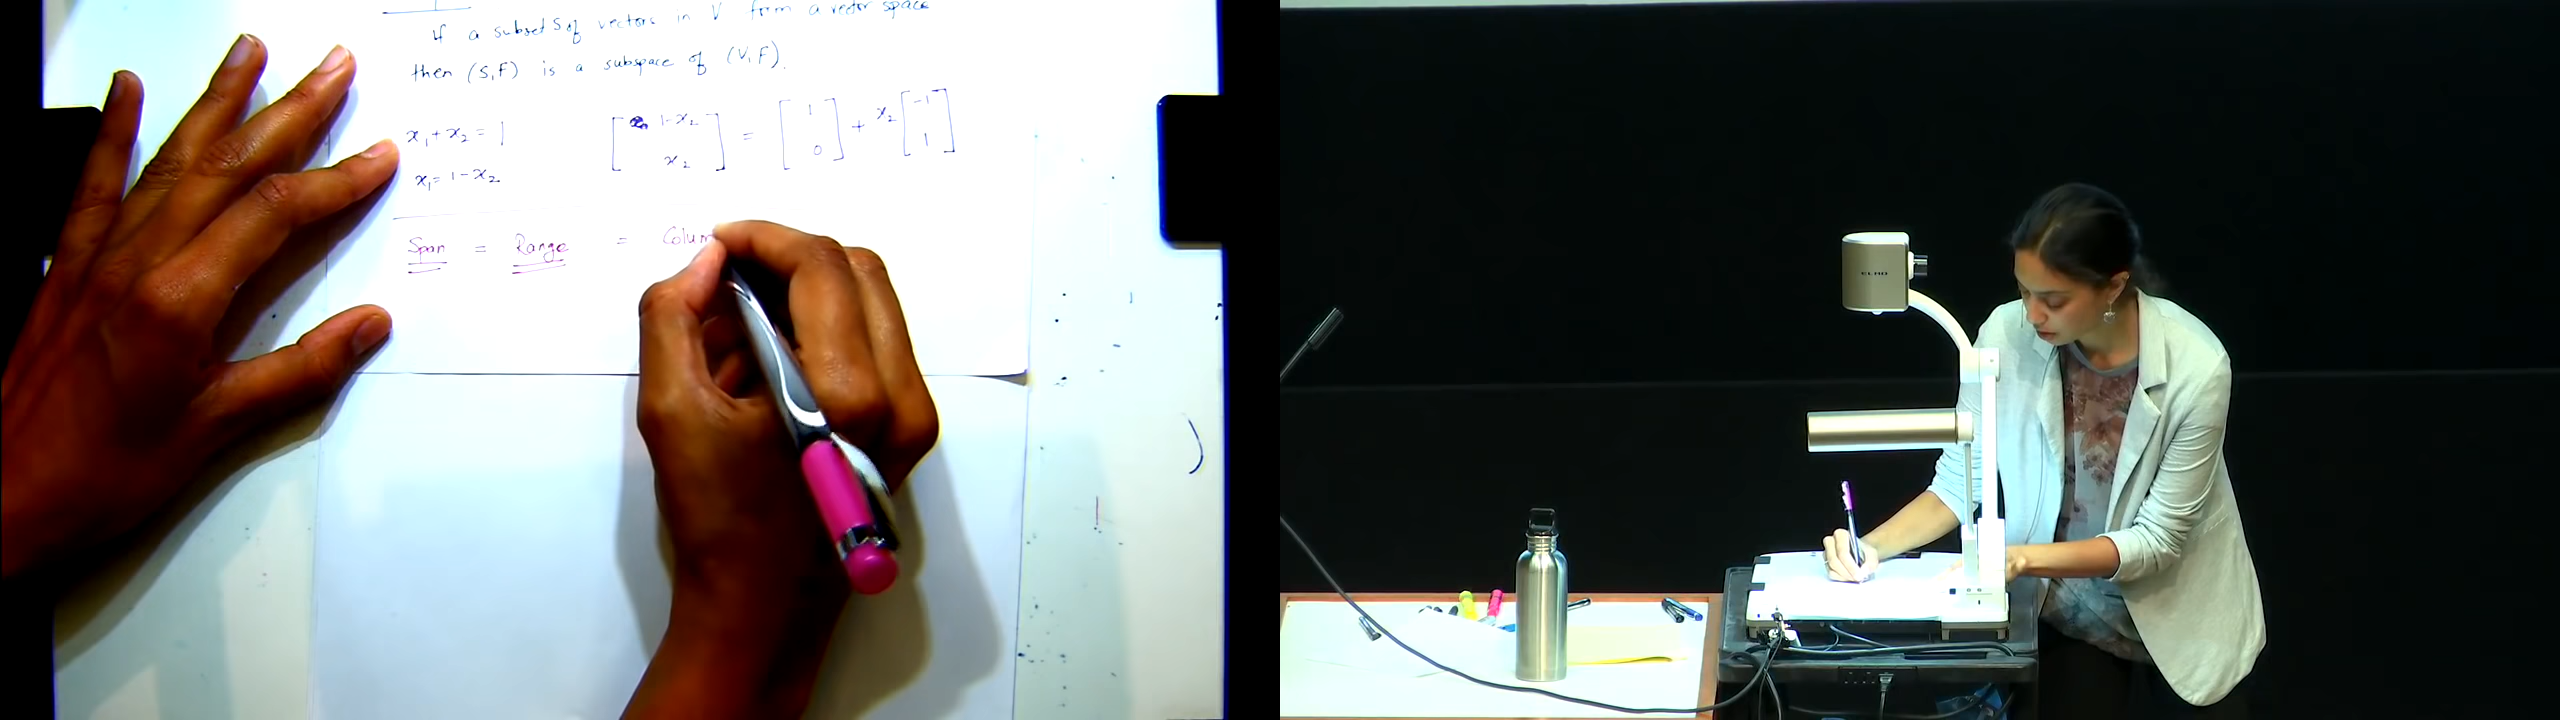 If a subset S of vectors in V form a vector space
then (S,F) is a subspace of (V,F).
x₁+x₂ = 1
[1-x₂ x₂] = [1 0] + x₂[-1 1]
x₁= 1-x₂
Span = Range = Colum
ELMO